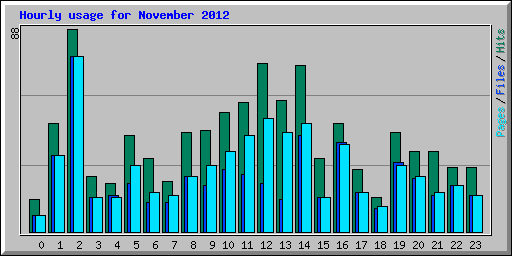 Hourly usage for November 2012
88
Pages/Files/Hits
0 1 2 3 4 5 6 7 8 9 10 11 12 13 14 15 16 17 18 19 20 21 22 23